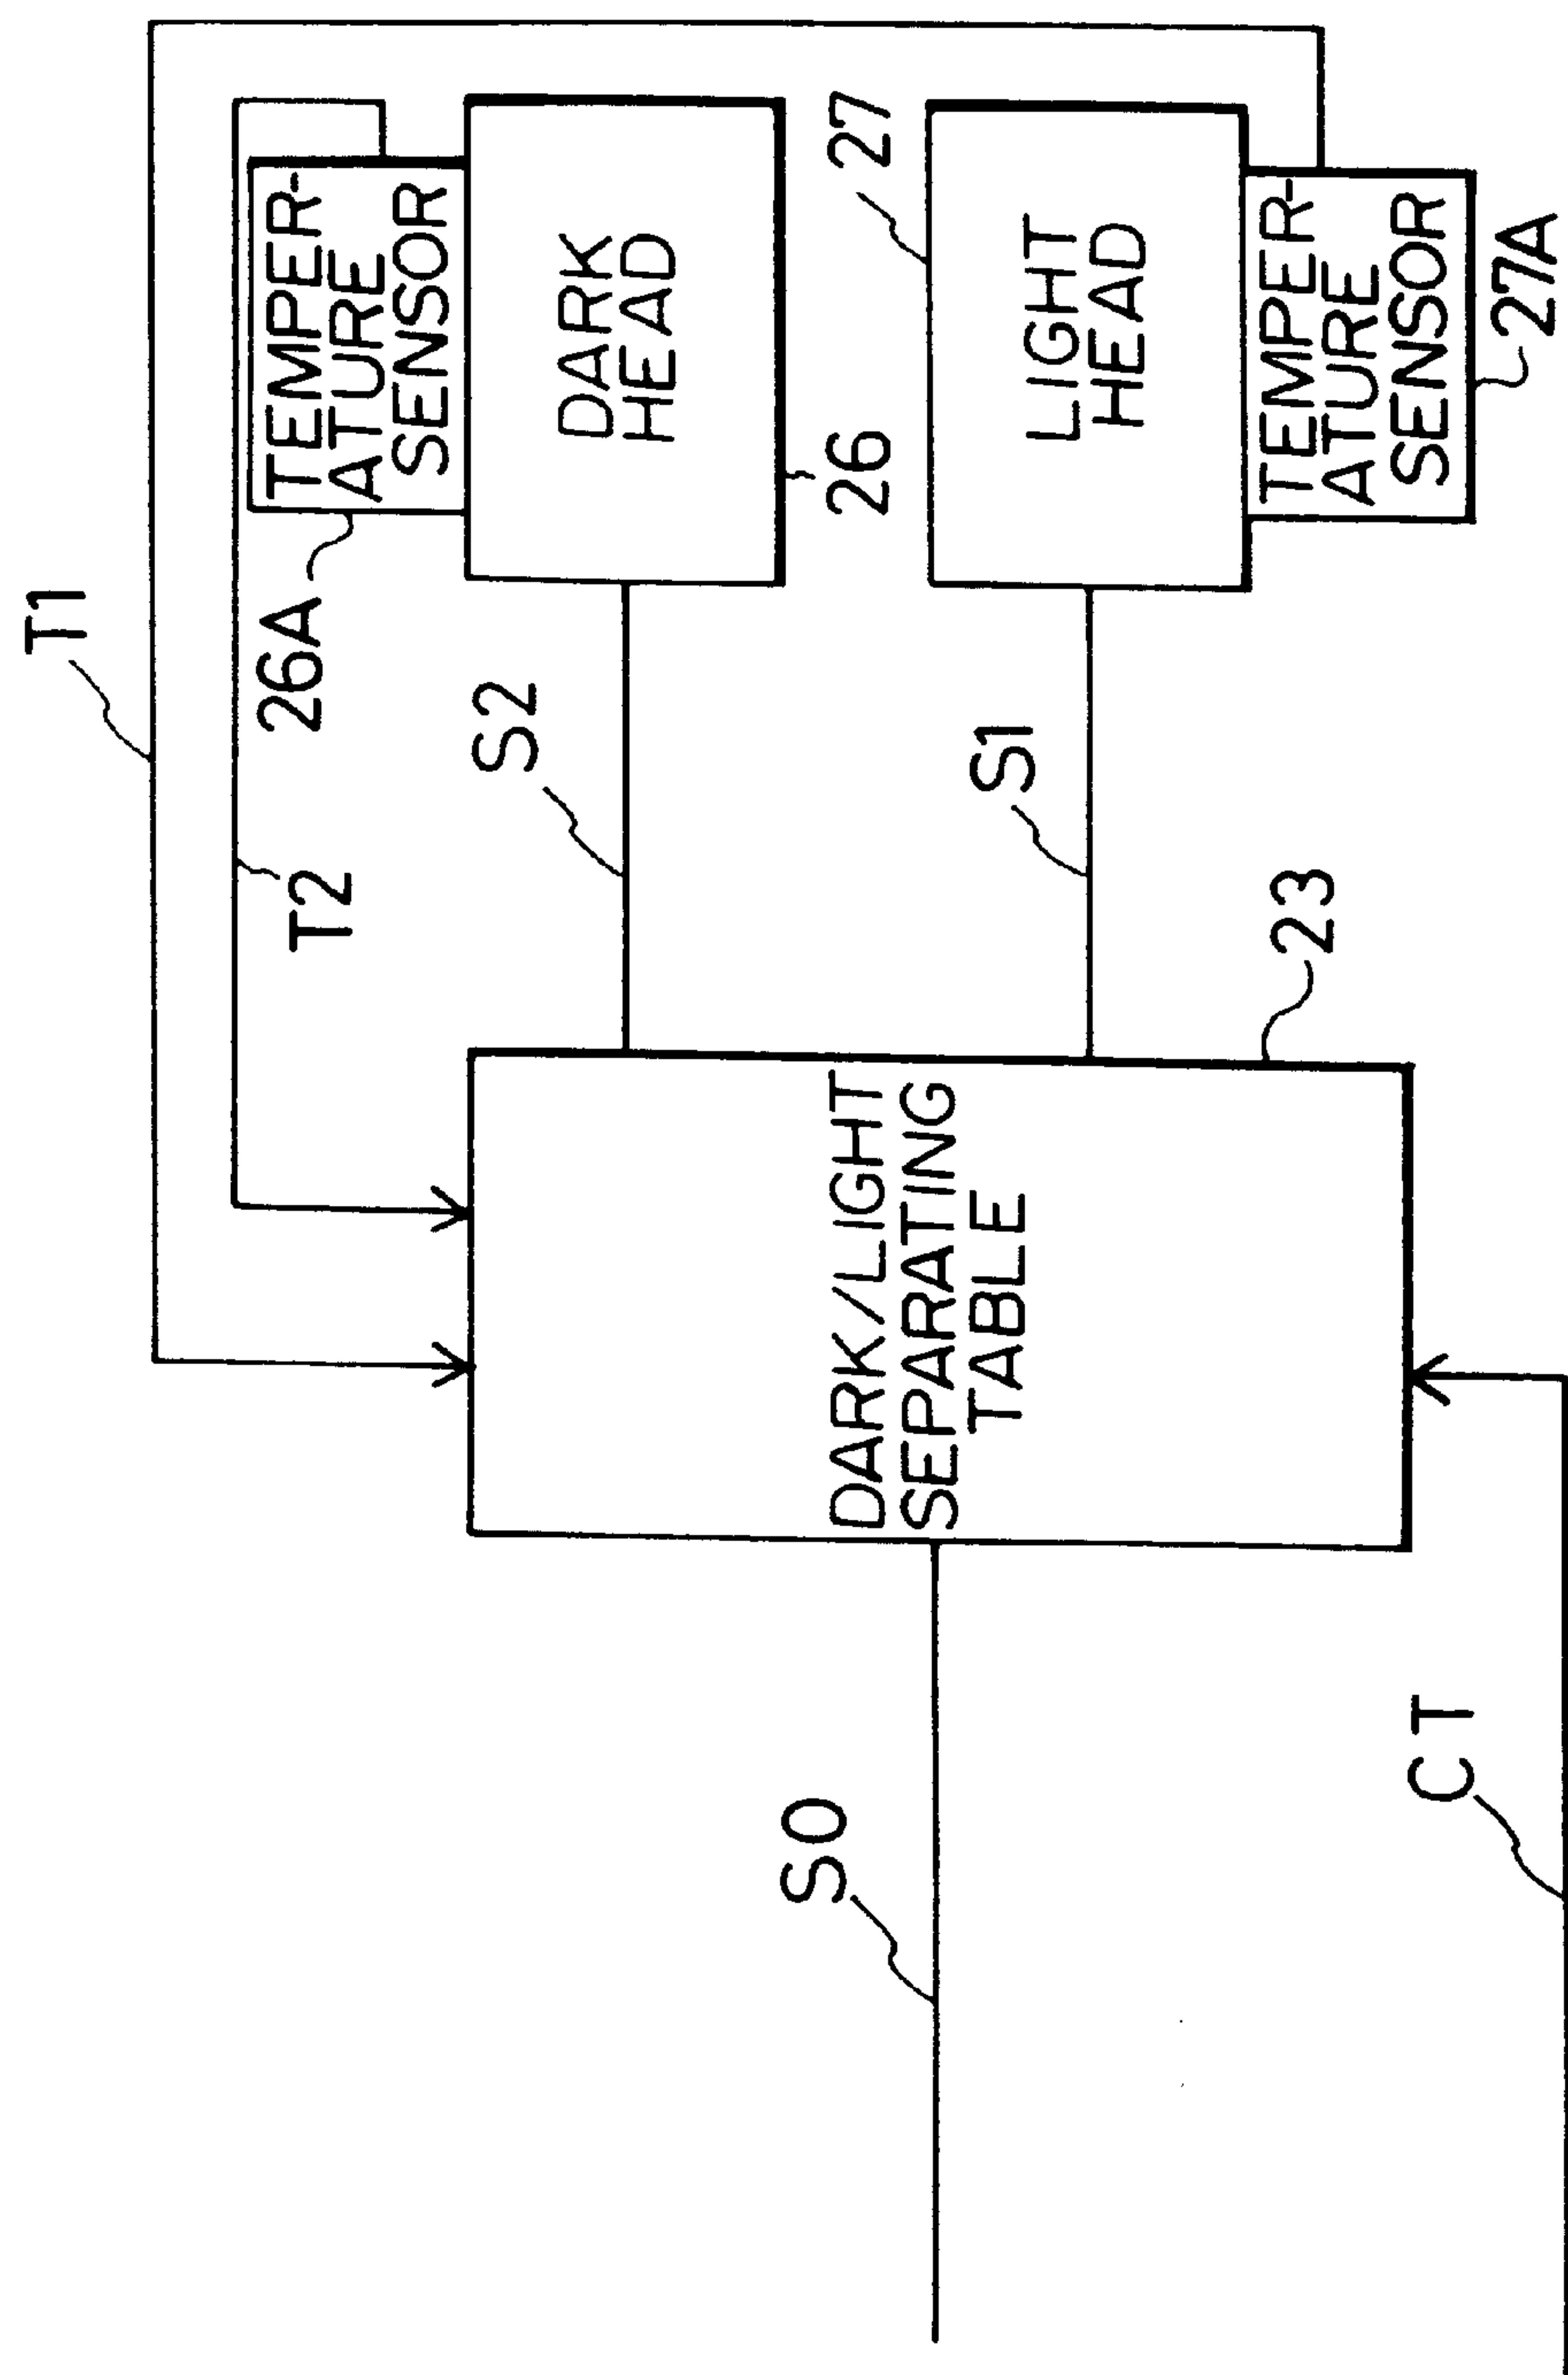 T1
T2
26A
TEMPER-
ATURE
SENSOR
S2
DARK
HEAD
26
27
S0
DARK/LIGHT
SEPARATING
TABLE
S1
LIGHT
HEAD
23
TEMPER-
ATURE
SENSOR
CT
27A